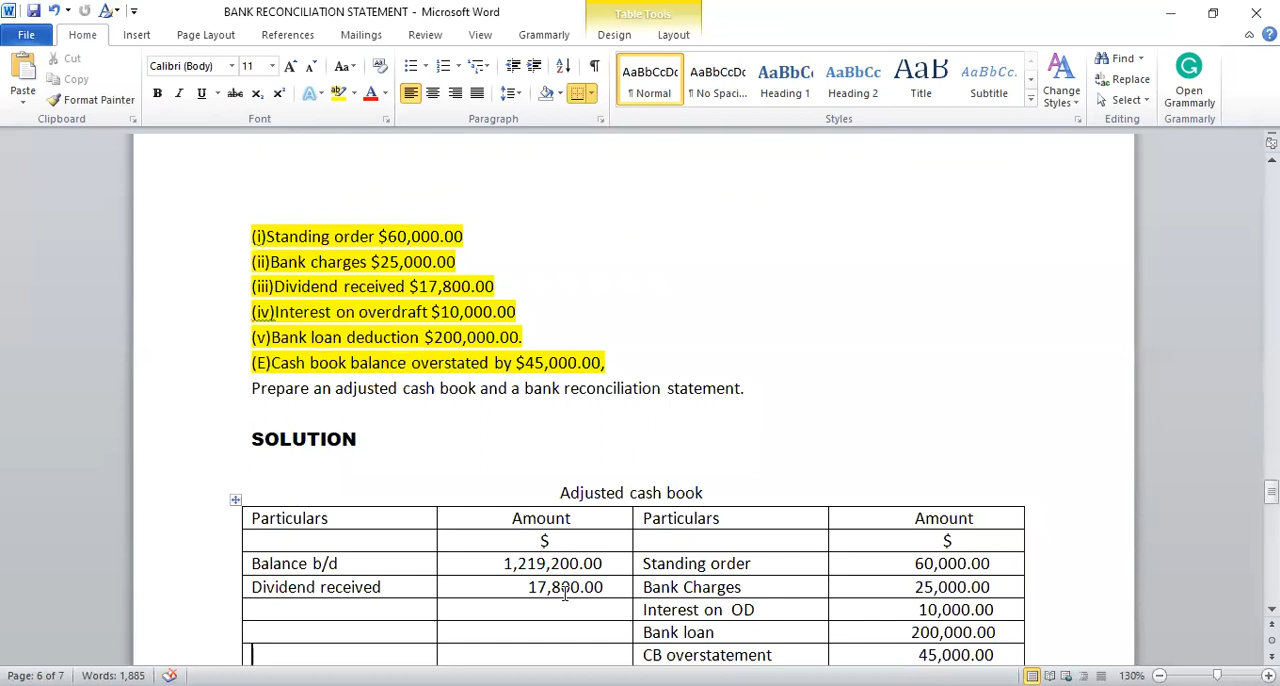 BANK RECONCILIATION STATEMENT - Microsoft Word
Table Tools
File Home Insert Page Layout References Mailings Review View Grammarly Design Layout
Cut
Copy
Format Painter
Paste
Calibri (Body) 11
AaBbCcDc AaBbCcDc AaBbC AaBbCc AaB AaBbCc.
¶ Normal ¶ No Spaci... Heading 1 Heading 2 Title Subtitle
Change Styles
Find
Replace
Select
Open Grammarly
Clipboard Font Paragraph Styles Editing Grammarly
(i)Standing order $60,000.00
(ii)Bank charges $25,000.00
(iii)Dividend received $17,800.00
(iv)Interest on overdraft $10,000.00
(v)Bank loan deduction $200,000.00.
(E)Cash book balance overstated by $45,000.00,
Prepare an adjusted cash book and a bank reconciliation statement.
SOLUTION
Adjusted cash book
Particulars Amount Particulars Amount
$ $
Balance b/d 1,219,200.00 Standing order 60,000.00
Dividend received 17,800.00 Bank Charges 25,000.00
Interest on OD 10,000.00
Bank loan 200,000.00
CB overstatement 45,000.00
Page: 6 of 7 Words: 1,885 130%